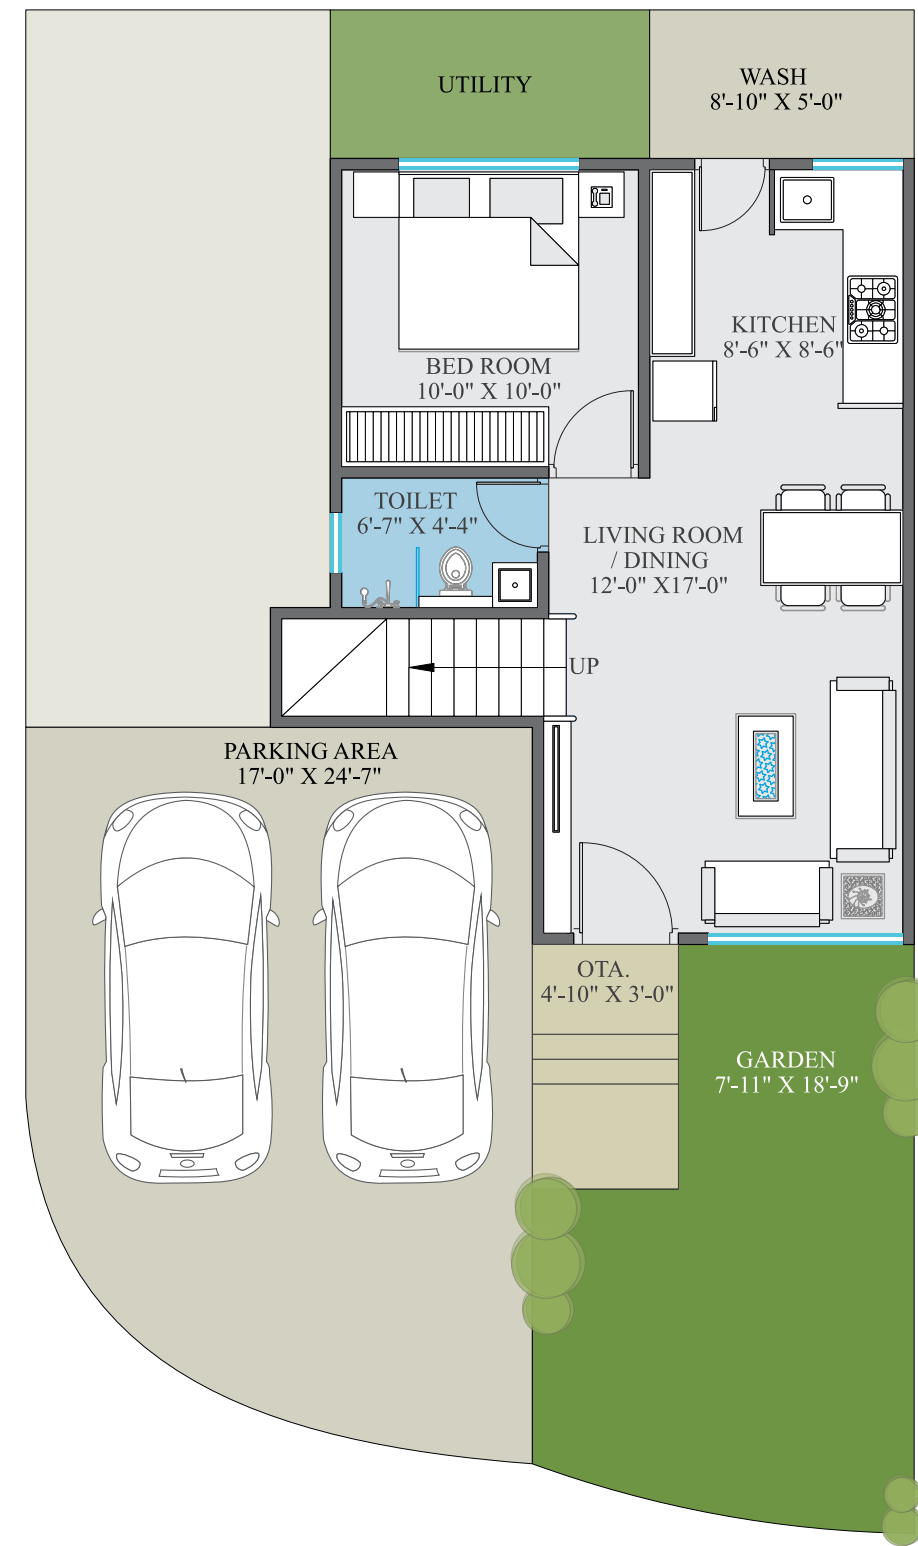 UTILITY
WASH
8'-10" X 5'-0"
KITCHEN
8'-6" X 8'-6"
BED ROOM
10'-0" X 10'-0"
TOILET
6'-7" X 4'-4"
LIVING ROOM
/ DINING
12'-0" X17'-0"
UP
PARKING AREA
17'-0" X 24'-7"
OTA.
4'-10" X 3'-0"
GARDEN
7'-11" X 18'-9"